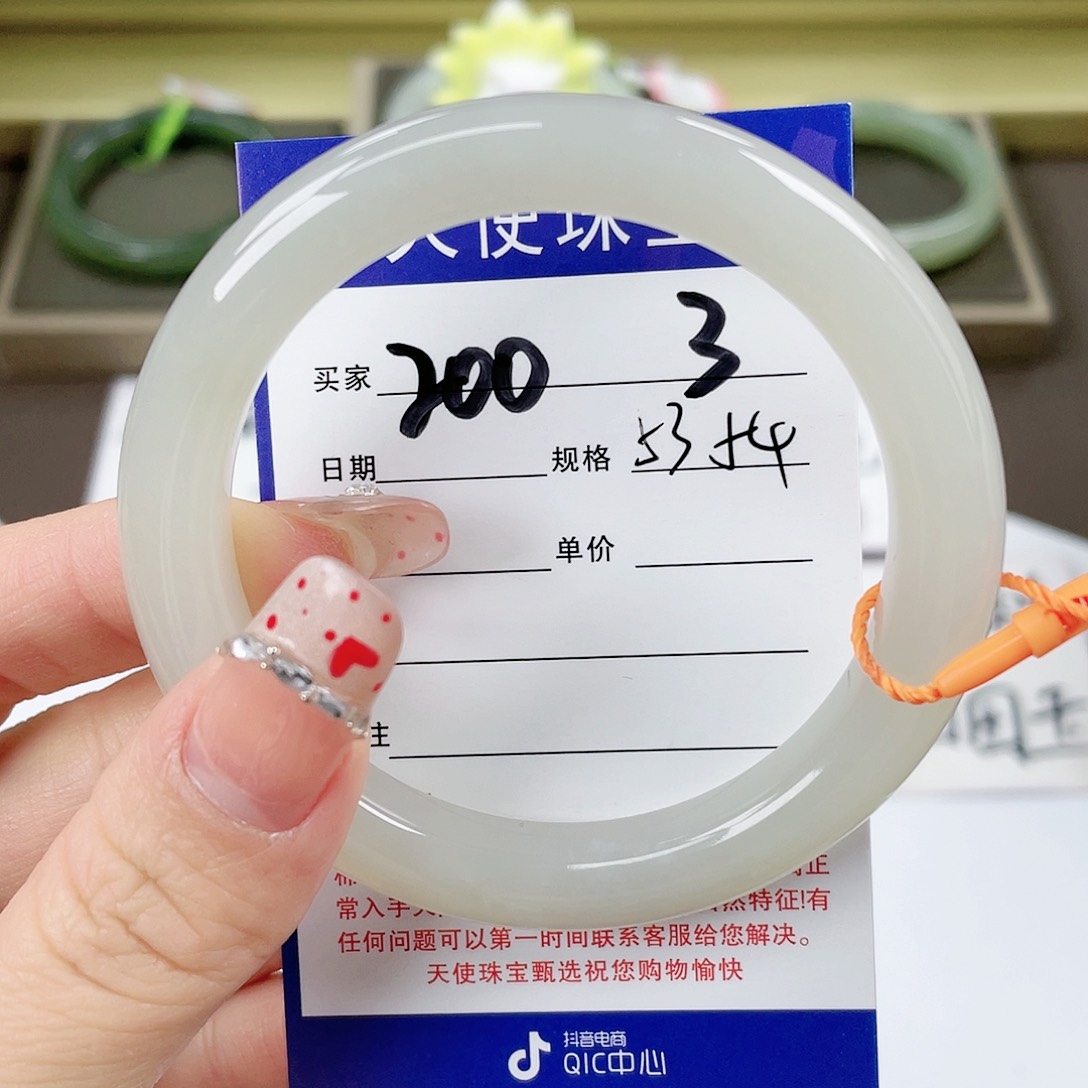 天使珠宝
买家 200 3
日期 规格 53 54
单价
注
常入手 然特征!有
任何问题可以第一时间联系客服给您解决。
天使珠宝甄选祝您购物愉快
抖音电商
QIC中心
田玉